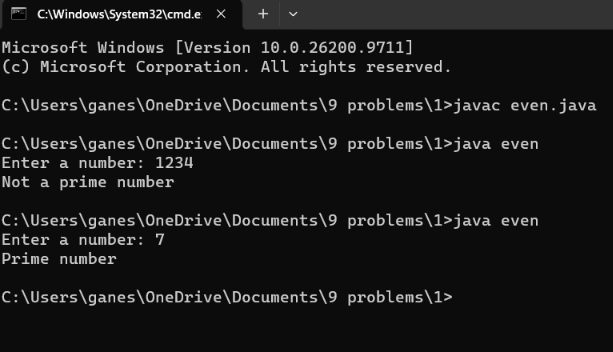 C:\Windows\System32\cmd.e:
Microsoft Windows [Version 10.0.26200.9711]
(c) Microsoft Corporation. All rights reserved.
C:\Users\ganes\OneDrive\Documents\9 problems\1>javac even.java
C:\Users\ganes\OneDrive\Documents\9 problems\1>java even
Enter a number: 1234
Not a prime number
C:\Users\ganes\OneDrive\Documents\9 problems\1>java even
Enter a number: 7
Prime number
C:\Users\ganes\OneDrive\Documents\9 problems\1>